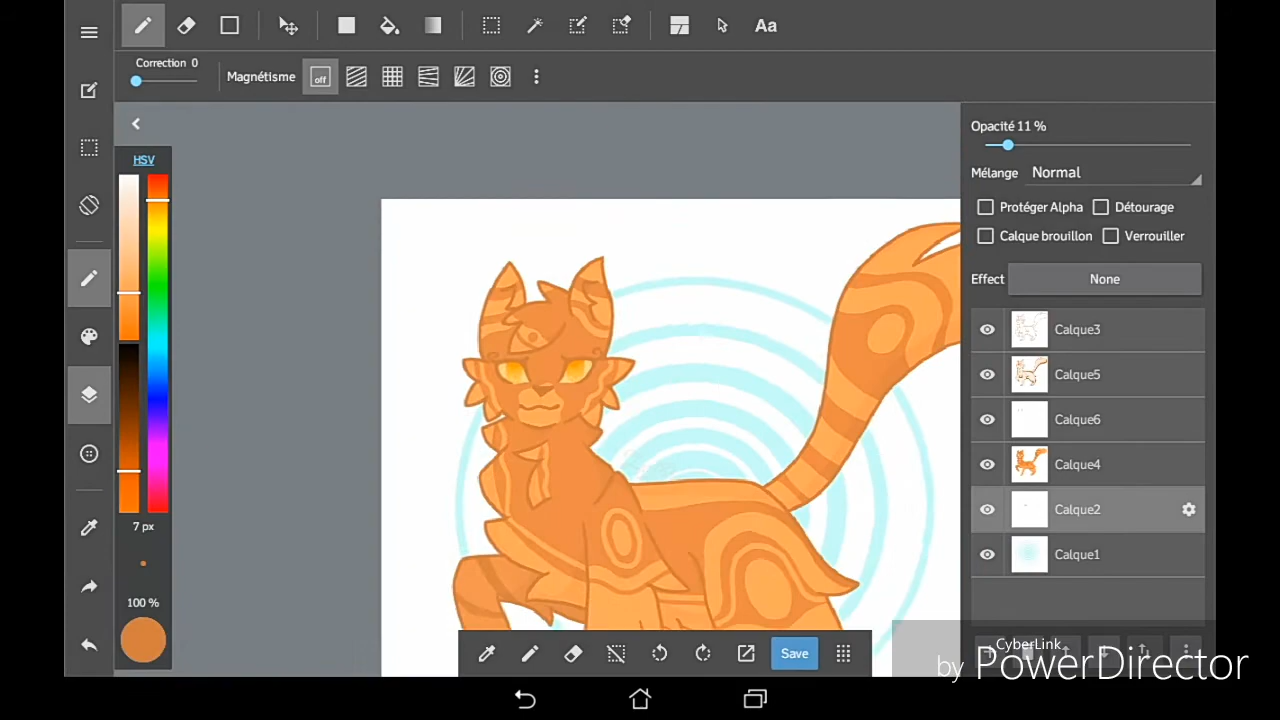 Aa
Correction 0
Magnétisme
off
HSV
Opacité 11 %
Mélange Normal
Protéger Alpha Détourage
Calque brouillon Verrouiller
Effect None
Calque3
Calque5
Calque6
Calque4
Calque2
Calque1
7 px
100 %
Save
CyberLink
by PowerDirector